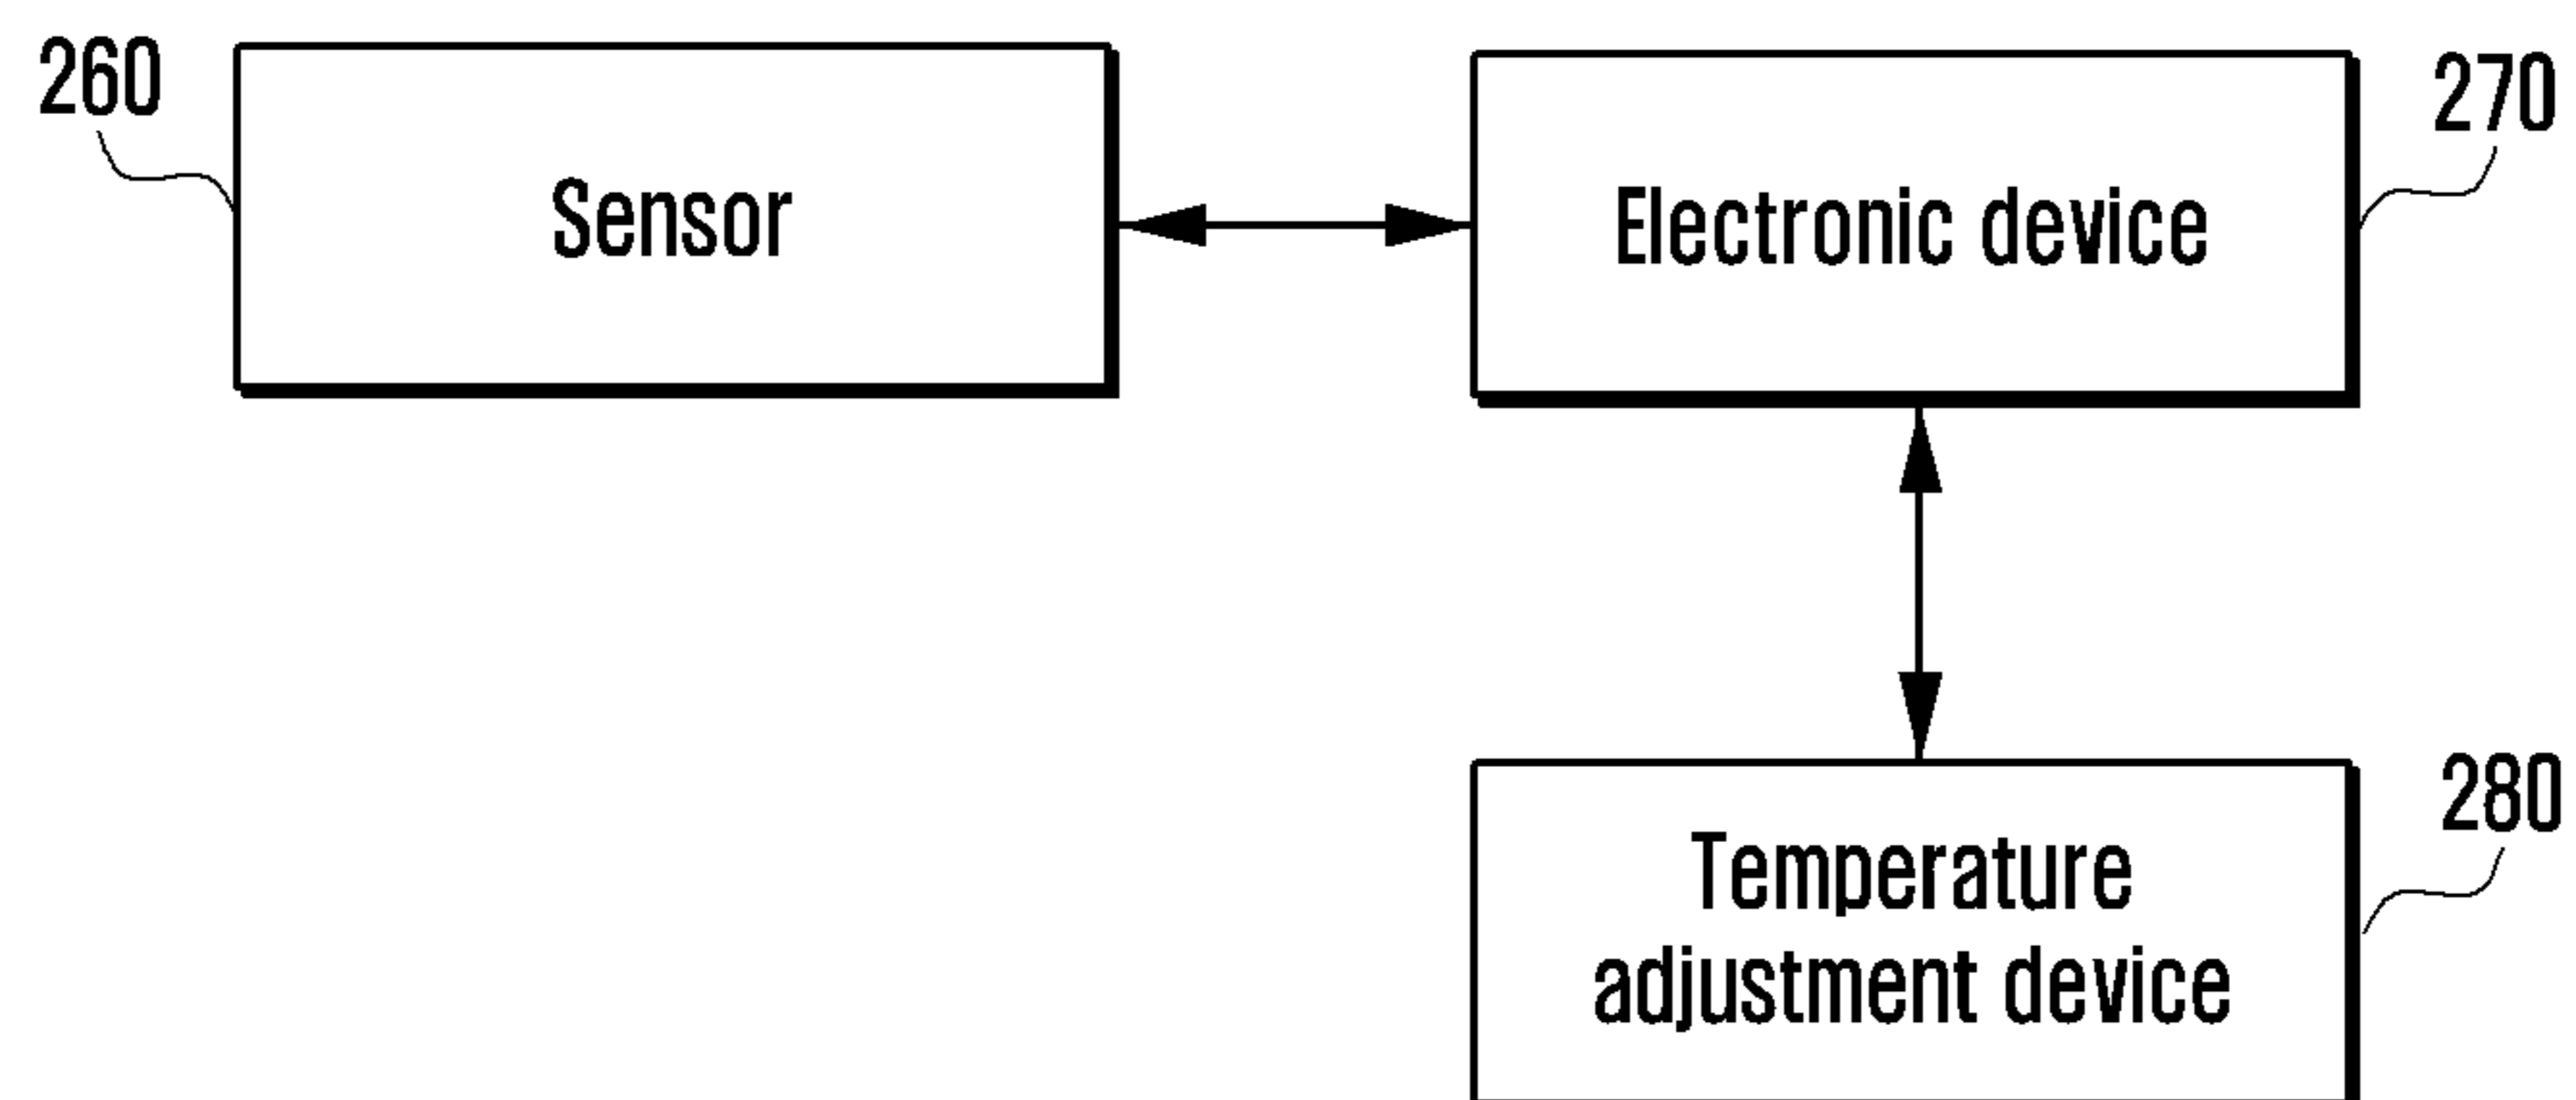 260
Sensor
Electronic device
270
Temperature
adjustment device
280